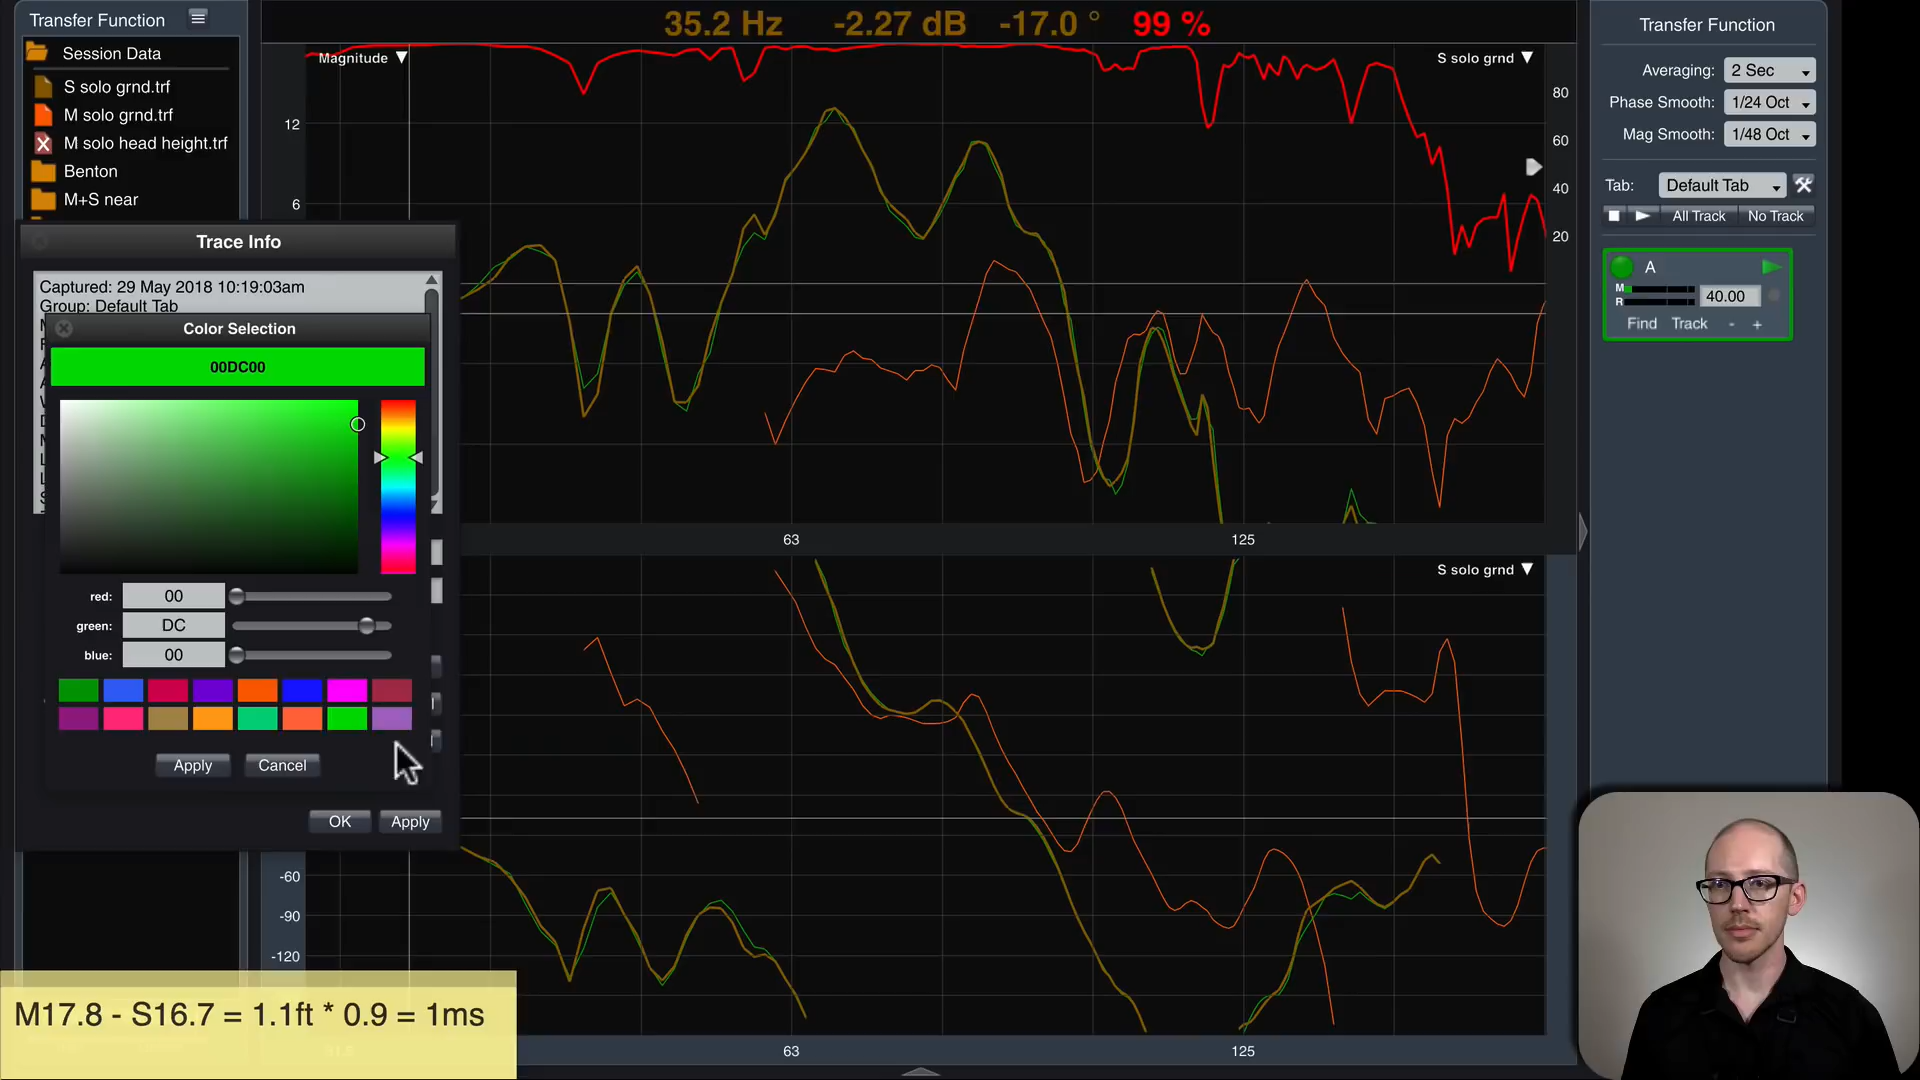 Transfer Function
Session Data
S solo grnd.trf
M solo grnd.trf
M solo head height.trf
Benton
M+S near
Trace Info
Captured: 29 May 2018 10:19:03am
Group: Default Tab
Color Selection
00DC00
red: 00
green: DC
blue: 00
Apply Cancel
OK Apply
35.2 Hz -2.27 dB -17.0 ° 99 %
Magnitude ▼
S solo grnd ▼
12
6
80
60
40
20
63 125
S solo grnd ▼
-60
-90
-120
63 125
M17.8 - S16.7 = 1.1ft * 0.9 = 1ms
Transfer Function
Averaging: 2 Sec
Phase Smooth: 1/24 Oct
Mag Smooth: 1/48 Oct
Tab: Default Tab
All Track No Track
A
M
R
40.00
Find Track - +